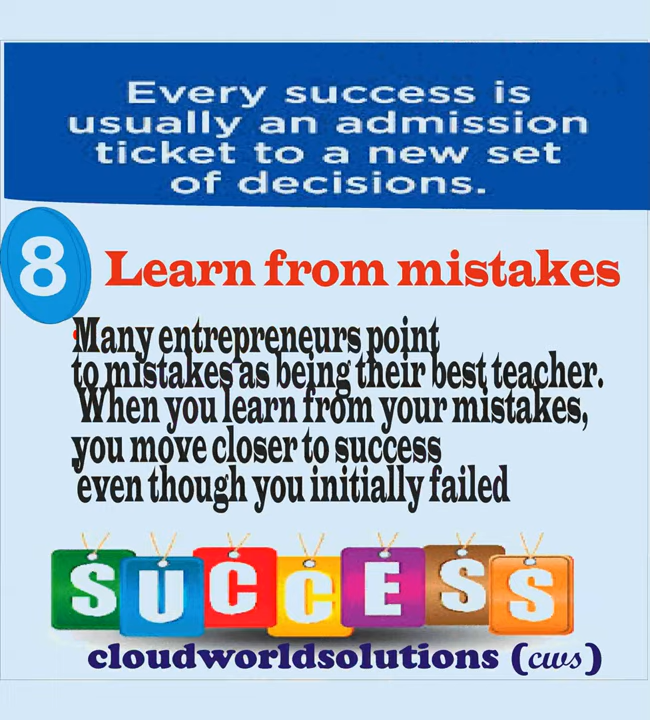 Every success is
usually an admission
ticket to a new set
of decisions.
8 Learn from mistakes
Many entrepreneurs point
to mistakes as being their best teacher.
When you learn from your mistakes,
you move closer to success
even though you initially failed
SUCCESS
cloudworldsolutions (cws)